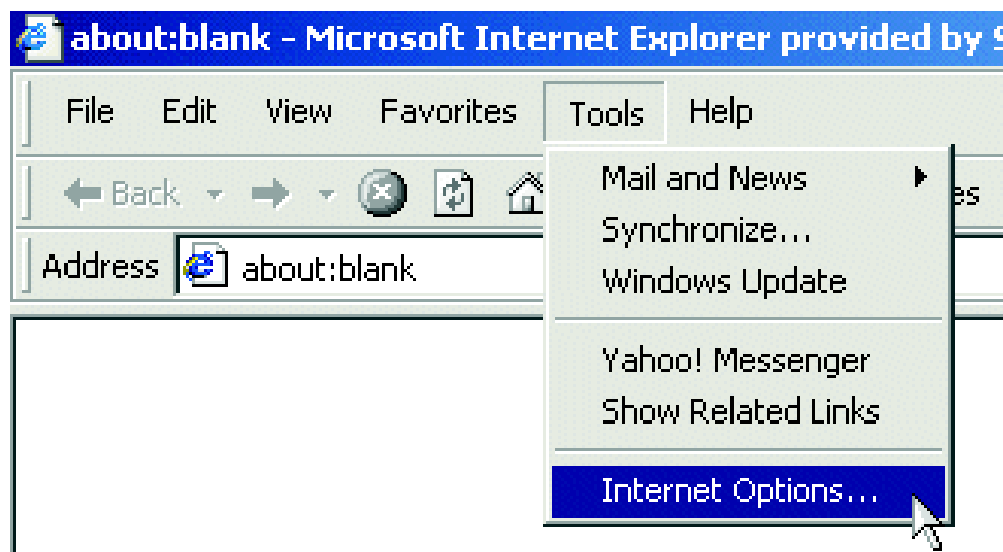 about:blank - Microsoft Internet Explorer provided by
File Edit View Favorites Tools Help
Back
Mail and News
Synchronize...
Address about:blank
Windows Update
Yahoo! Messenger
Show Related Links
Internet Options...